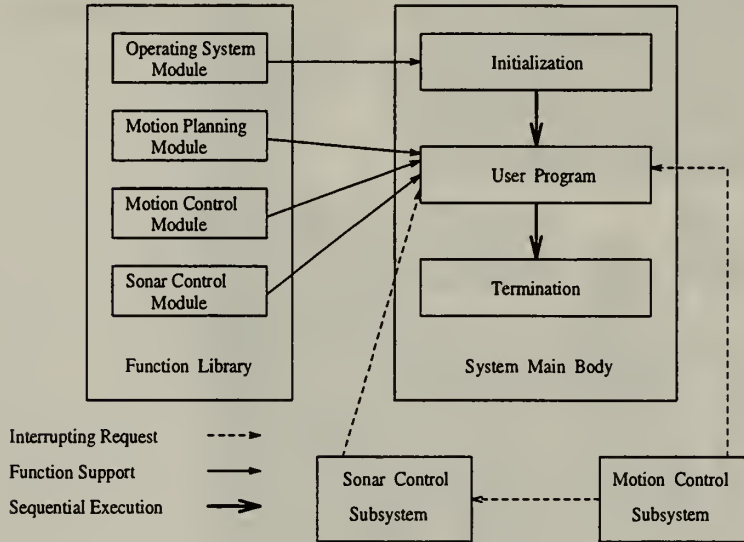 Operating System
Module
Motion Planning
Module
Motion Control
Module
Sonar Control
Module
Function Library
Initialization
User Program
Termination
System Main Body
Interrupting Request
Function Support
Sequential Execution
Sonar Control
Subsystem
Motion Control
Subsystem